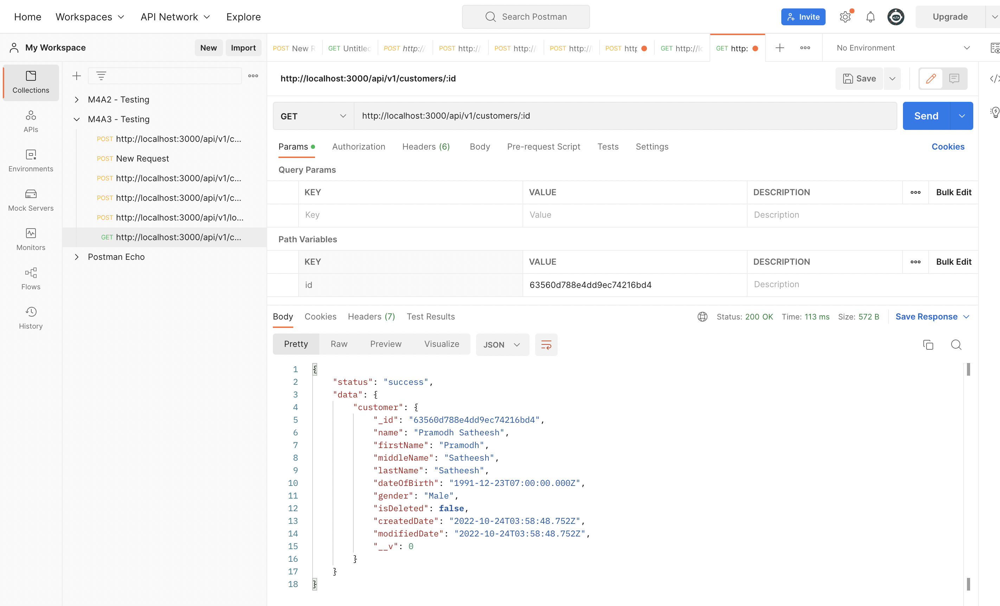 Home Workspaces API Network Explore Search Postman Invite Upgrade
My Workspace New Import POST New R GET Untitled POST http:// POST http:// POST http:// POST http:// POST http GET http://lo GET http: No Environment
Collections
APIs
Environments
Mock Servers
Monitors
Flows
History
M4A2 - Testing
M4A3 - Testing
POST http://localhost:3000/api/v1/c...
POST New Request
POST http://localhost:3000/api/v1/c...
POST http://localhost:3000/api/v1/c...
POST http://localhost:3000/api/v1/lo...
GET http://localhost:3000/api/v1/c...
Postman Echo
http://localhost:3000/api/v1/customers/:id Save
GET http://localhost:3000/api/v1/customers/:id Send
Params Authorization Headers (6) Body Pre-request Script Tests Settings Cookies
Query Params
KEY VALUE DESCRIPTION Bulk Edit
Key Value Description
Path Variables
KEY VALUE DESCRIPTION Bulk Edit
id 63560d788e4dd9ec74216bd4 Description
Body Cookies Headers (7) Test Results Status: 200 OK Time: 113 ms Size: 572 B Save Response
Pretty Raw Preview Visualize JSON
1 {
2 "status": "success",
3 "data": {
4 "customer": {
5 "_id": "63560d788e4dd9ec74216bd4",
6 "name": "Pramodh Satheesh",
7 "firstName": "Pramodh",
8 "middleName": "Satheesh",
9 "lastName": "Satheesh",
10 "dateOfBirth": "1991-12-23T07:00:00.000Z",
11 "gender": "Male",
12 "isDeleted": false,
13 "createdDate": "2022-10-24T03:58:48.752Z",
14 "modifiedDate": "2022-10-24T03:58:48.752Z",
15 "__v": 0
16 }
17 }
18 }